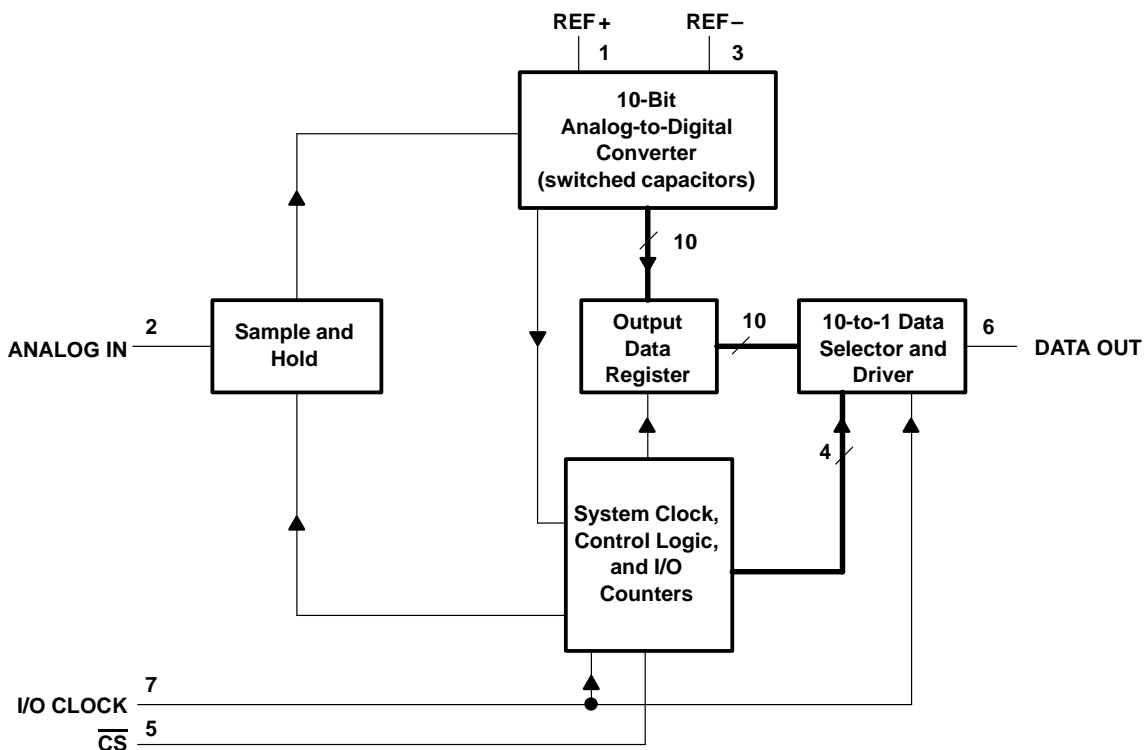 REF+
REF–
1
3
10-Bit
Analog-to-Digital
Converter
(switched capacitors)
10
2
ANALOG IN
Sample and
Hold
Output
Data
Register
10
10-to-1 Data
Selector and
Driver
6
DATA OUT
4
System Clock,
Control Logic,
and I/O
Counters
7
I/O CLOCK
5
C̅S̅